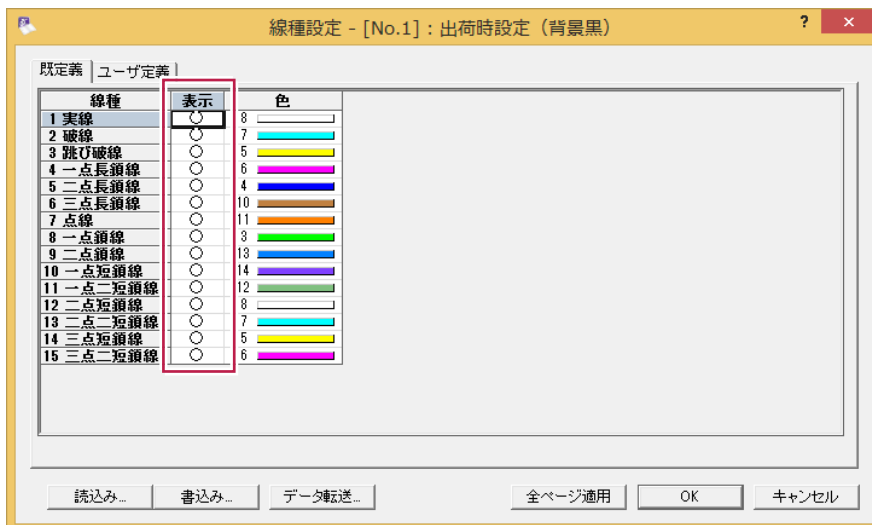 線種設定 - [No.1] : 出荷時設定（背景黒） ? ×
既定義 ユーザ定義
線種 表示 色
1 実線 ○ 8
2 破線 ○ 7
3 跳び破線 ○ 5
4 一点長鎖線 ○ 6
5 二点長鎖線 ○ 4
6 三点長鎖線 ○ 10
7 点線 ○ 11
8 一点鎖線 ○ 3
9 二点鎖線 ○ 13
10 一点短鎖線 ○ 14
11 一点二短鎖線 ○ 12
12 二点短鎖線 ○ 8
13 二点二短鎖線 ○ 7
14 三点短鎖線 ○ 5
15 三点二短鎖線 ○ 6
読込み... 書込み... データ転送... 全ページ適用 OK キャンセル